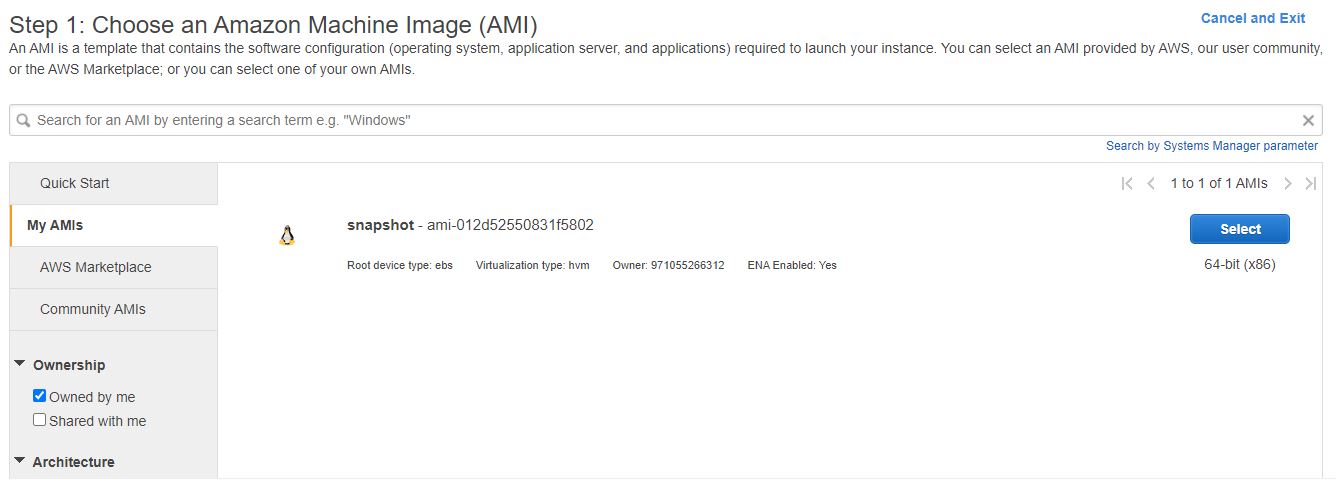 Step 1: Choose an Amazon Machine Image (AMI)
Cancel and Exit
An AMI is a template that contains the software configuration (operating system, application server, and applications) required to launch your instance. You can select an AMI provided by AWS, our user community,
or the AWS Marketplace; or you can select one of your own AMIs.
Search for an AMI by entering a search term e.g. "Windows"
Search by Systems Manager parameter
Quick Start
1 to 1 of 1 AMIs
My AMIs
snapshot - ami-012d52550831f5802
Select
AWS Marketplace
Root device type: ebs Virtualization type: hvm Owner: 971055266312 ENA Enabled: Yes
64-bit (x86)
Community AMIs
Ownership
Owned by me
Shared with me
Architecture